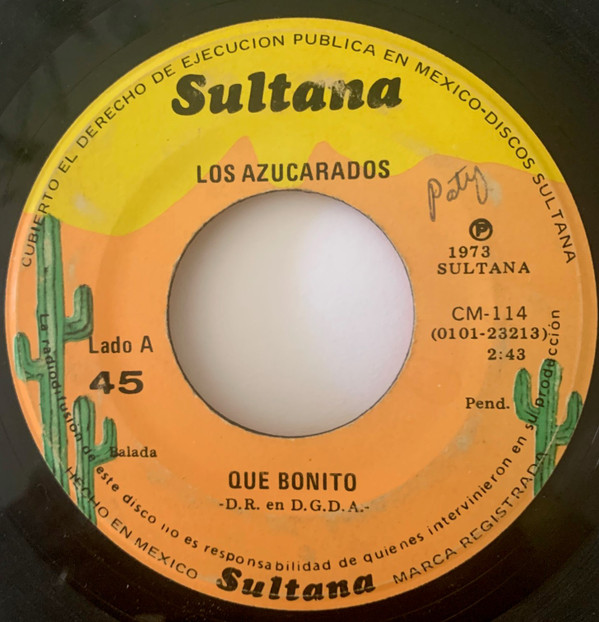 CUBIERTO EL DERECHO DE EJECUCION PUBLICA EN MEXICO-DISCOS SULTANA
Sultana
LOS AZUCARADOS
Paty
Ⓟ
1973
SULTANA
CM-114
(0101-23213)
2:43
Lado A
45
Pend.
Balada
QUE BONITO
-D.R. en D.G.D.A.-
La radiodifusión de este disco no es responsabilidad de quienes intervinieron en su producción
HECHO EN MEXICO
Sultana
MARCA REGISTRADA